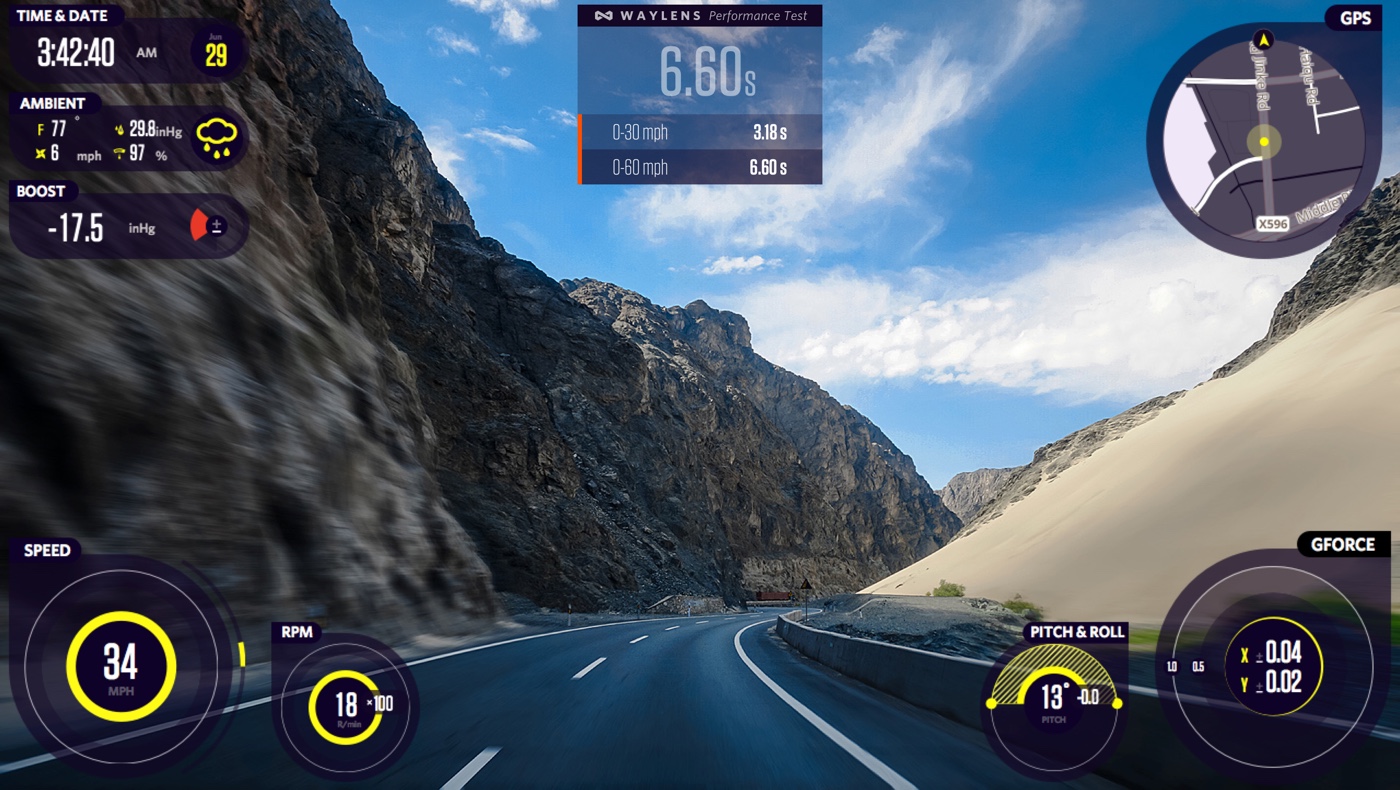 TIME & DATE
3:42:40 AM
Jun
29
AMBIENT
F 77 ° 29.8inHg
6 mph 97 %
BOOST
-17.5 inHg ±
WAYLENS Performance Test
6.60s
0-30 mph 3.18 s
0-60 mph 6.60 s
GPS
Jinke Rd
X596
Middle
SPEED
34
MPH
RPM
18 ×100
R/min
PITCH & ROLL
13° -0.0
PITCH
GFORCE
1.0 0.5
X ±0.04
Y ±0.02